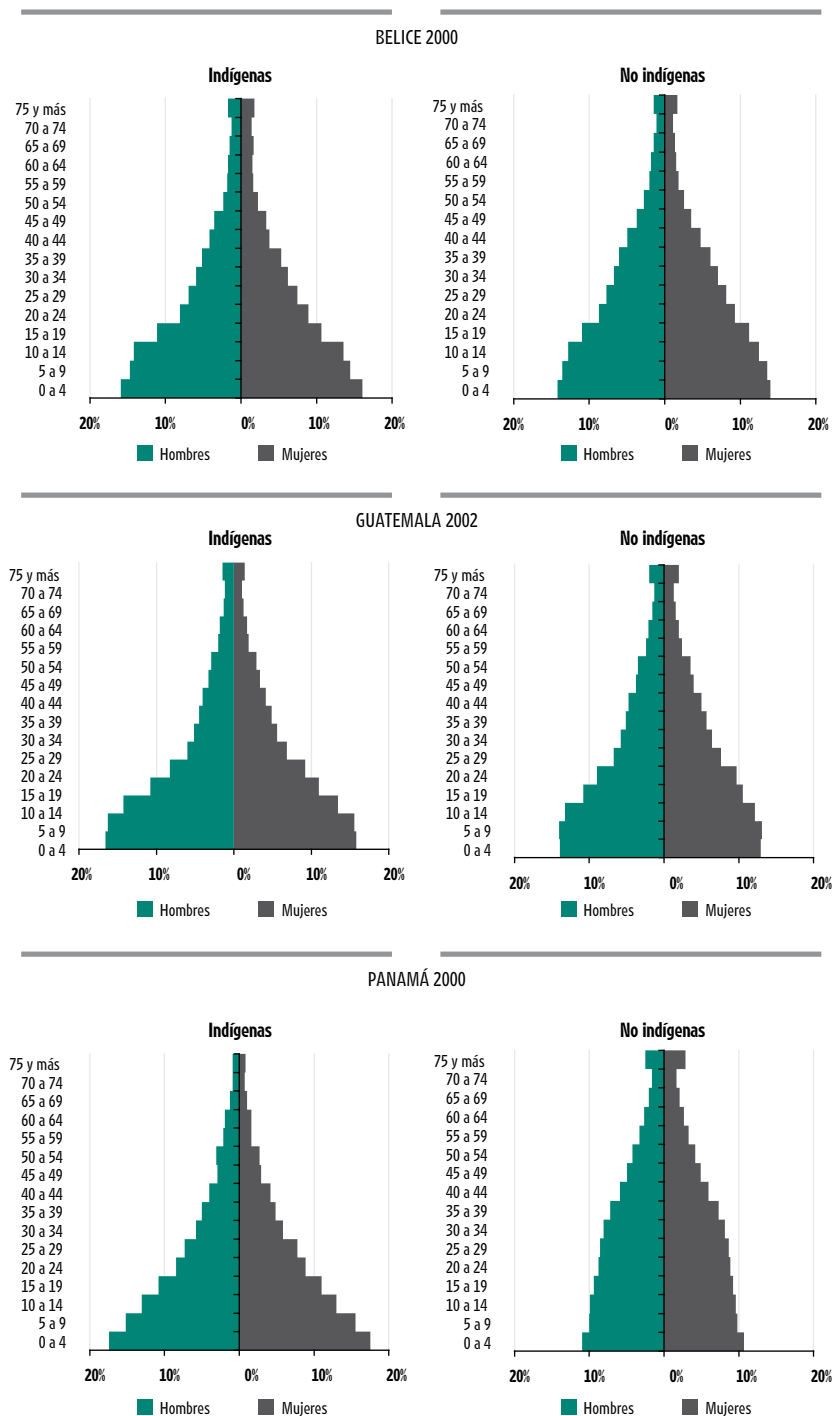 BELICE 2000
Indígenas
75 y más
70 a 74
65 a 69
60 a 64
55 a 59
50 a 54
45 a 49
40 a 44
35 a 39
30 a 34
25 a 29
20 a 24
15 a 19
10 a 14
5 a 9
0 a 4
20% 10% 0% 10% 20%
Hombres Mujeres
No indígenas
75 y más
70 a 74
65 a 69
60 a 64
55 a 59
50 a 54
45 a 49
40 a 44
35 a 39
30 a 34
25 a 29
20 a 24
15 a 19
10 a 14
5 a 9
0 a 4
20% 10% 0% 10% 20%
Hombres Mujeres
GUATEMALA 2002
Indígenas
75 y más
70 a 74
65 a 69
60 a 64
55 a 59
50 a 54
45 a 49
40 a 44
35 a 39
30 a 34
25 a 29
20 a 24
15 a 19
10 a 14
5 a 9
0 a 4
20% 10% 0% 10% 20%
Hombres Mujeres
No indígenas
75 y más
70 a 74
65 a 69
60 a 64
55 a 59
50 a 54
45 a 49
40 a 44
35 a 39
30 a 34
25 a 29
20 a 24
15 a 19
10 a 14
5 a 9
0 a 4
20% 10% 0% 10% 20%
Hombres Mujeres
PANAMÁ 2000
Indígenas
75 y más
70 a 74
65 a 69
60 a 64
55 a 59
50 a 54
45 a 49
40 a 44
35 a 39
30 a 34
25 a 29
20 a 24
15 a 19
10 a 14
5 a 9
0 a 4
20% 10% 0% 10% 20%
Hombres Mujeres
No indígenas
75 y más
70 a 74
65 a 69
60 a 64
55 a 59
50 a 54
45 a 49
40 a 44
35 a 39
30 a 34
25 a 29
20 a 24
15 a 19
10 a 14
5 a 9
0 a 4
20% 10% 0% 10% 20%
Hombres Mujeres